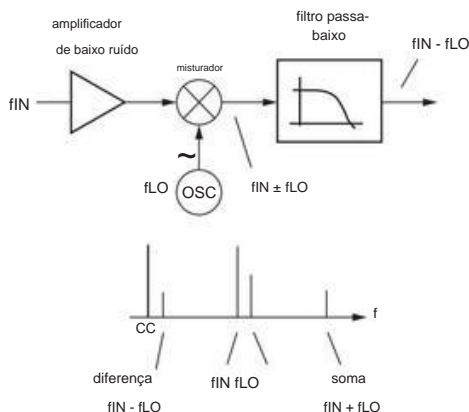 amplificador
de baixo ruído
misturador
filtro passa-
baixo
fIN - fLO
fIN
~
fIN ± fLO
fLO
OSC
f
CC
diferença
fIN - fLO
fIN fLO
soma
fIN + fLO